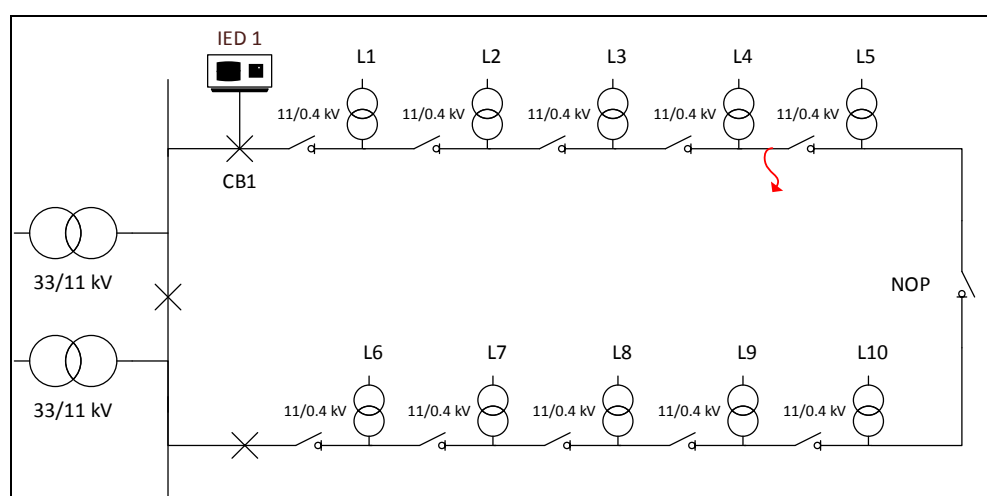 IED 1
L1 L2 L3 L4 L5
11/0.4 kV 11/0.4 kV 11/0.4 kV 11/0.4 kV 11/0.4 kV
CB1
33/11 kV
NOP
33/11 kV
L6 L7 L8 L9 L10
11/0.4 kV 11/0.4 kV 11/0.4 kV 11/0.4 kV 11/0.4 kV